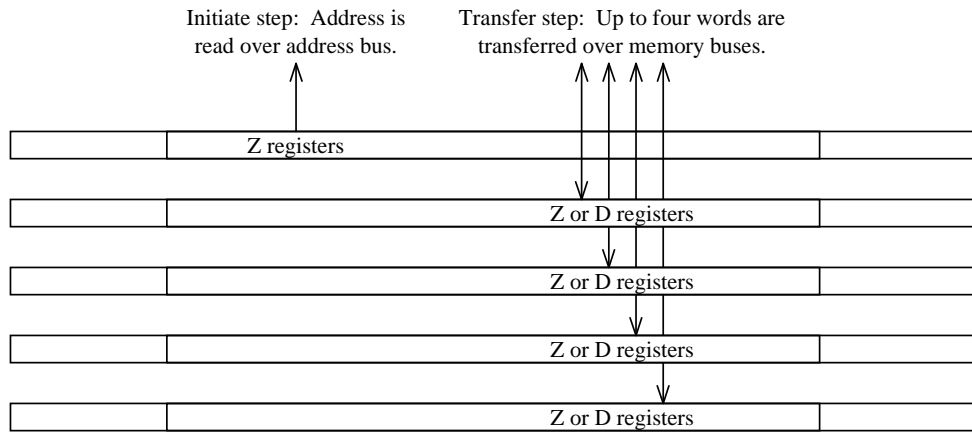 Initiate step: Address is
read over address bus.
Transfer step: Up to four words are
transferred over memory buses.
Z registers
Z or D registers
Z or D registers
Z or D registers
Z or D registers